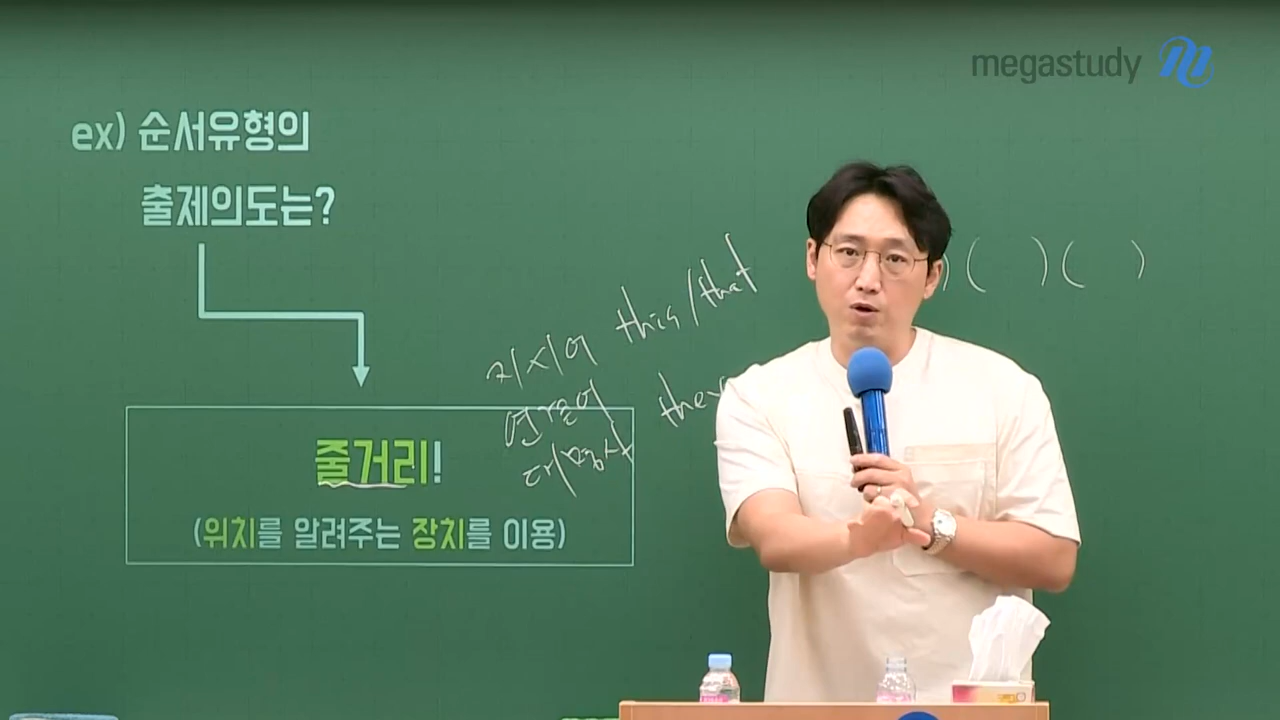 megastudy
ex) 순서유형의
출제의도는?
줄거리!
(위치를 알려주는 장치를 이용)
지시어 this/that
연결어
대명사
( ) ( )